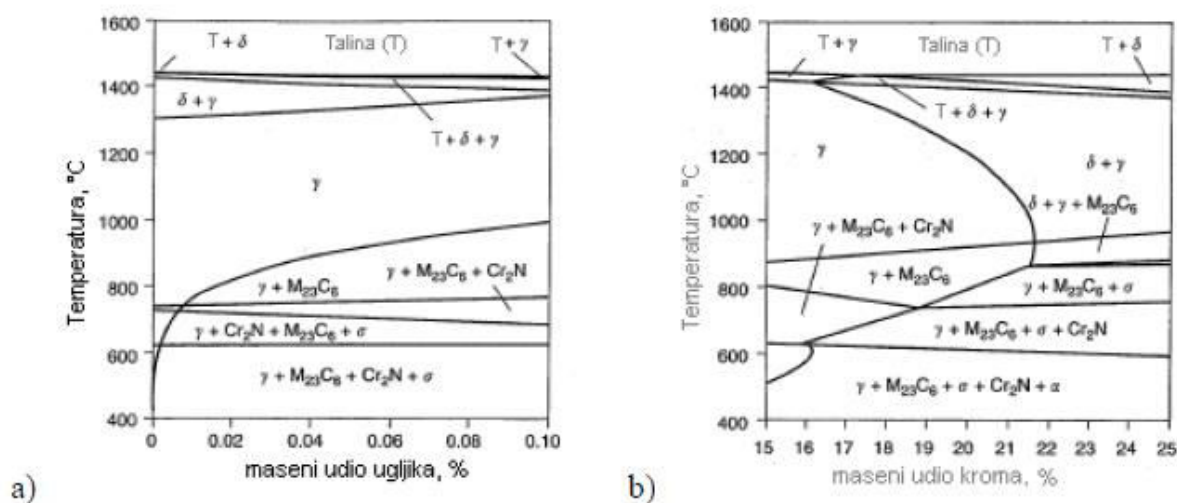 1600
T + δ
Talina (T)
T + γ
1400
δ + γ
T + δ + γ
1200
γ
1000
γ + M₂₃C₆ + Cr₂N
800
γ + M₂₃C₆
γ + Cr₂N + M₂₃C₆ + σ
600
γ + M₂₃C₆ + Cr₂N + σ
400
0 0.02 0.04 0.06 0.08 0.10
Temperatura, °C
maseni udio ugljika, %
a)
1600
T + γ
Talina (T)
T + δ
1400
T + δ + γ
1200
γ
δ + γ
1000
δ + γ + M₂₃C₆
γ + M₂₃C₆ + Cr₂N
γ + M₂₃C₆
800
γ + M₂₃C₆ + σ
γ + M₂₃C₆ + σ + Cr₂N
600
γ + M₂₃C₆ + σ + Cr₂N + α
400
15 16 17 18 19 20 21 22 23 24 25
Temperatura, °C
maseni udio kroma, %
b)